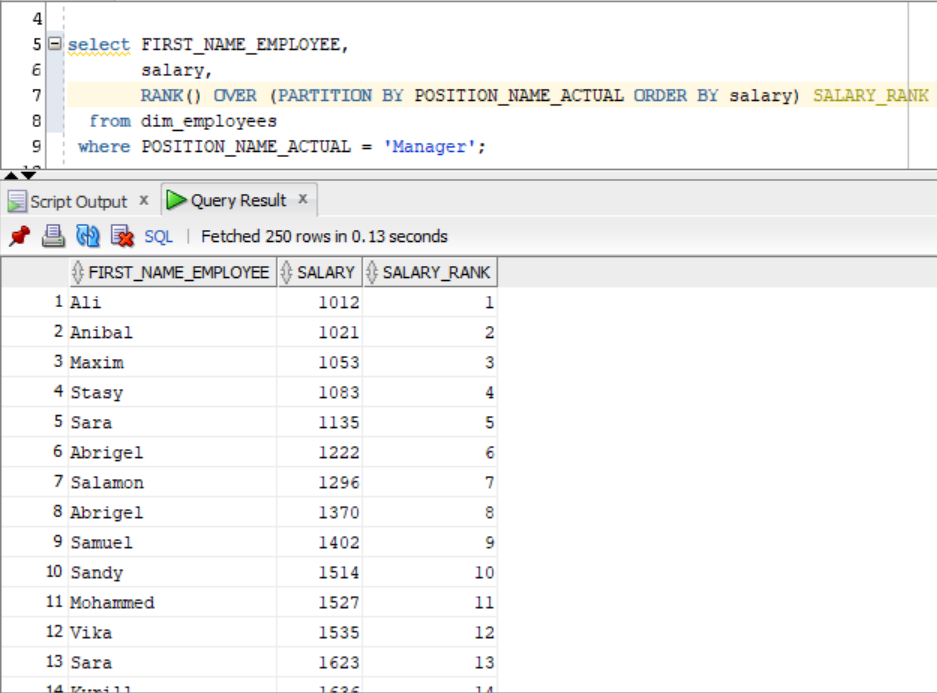 4
5 select FIRST_NAME_EMPLOYEE,
6 salary,
7 RANK() OVER (PARTITION BY POSITION_NAME_ACTUAL ORDER BY salary) SALARY_RANK
8 from dim_employees
9 where POSITION_NAME_ACTUAL = 'Manager';
Script Output x Query Result x
SQL | Fetched 250 rows in 0.13 seconds
FIRST_NAME_EMPLOYEE SALARY SALARY_RANK
1 Ali 1012 1
2 Anibal 1021 2
3 Maxim 1053 3
4 Stasy 1083 4
5 Sara 1135 5
6 Abrigel 1222 6
7 Salamon 1296 7
8 Abrigel 1370 8
9 Samuel 1402 9
10 Sandy 1514 10
11 Mohammed 1527 11
12 Vika 1535 12
13 Sara 1623 13
14 Kyrill 1636 14